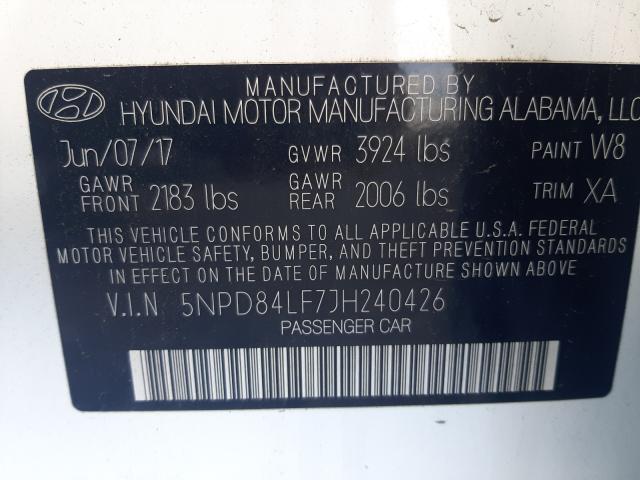 MANUFACTURED BY
HYUNDAI MOTOR MANUFACTURING ALABAMA, LLC
Jun/07/17 GVWR 3924 lbs PAINT W8
GAWR FRONT 2183 lbs GAWR REAR 2006 lbs TRIM XA
THIS VEHICLE CONFORMS TO ALL APPLICABLE U.S.A. FEDERAL
MOTOR VEHICLE SAFETY, BUMPER, AND THEFT PREVENTION STANDARDS
IN EFFECT ON THE DATE OF MANUFACTURE SHOWN ABOVE
V.I.N 5NPD84LF7JH240426
PASSENGER CAR